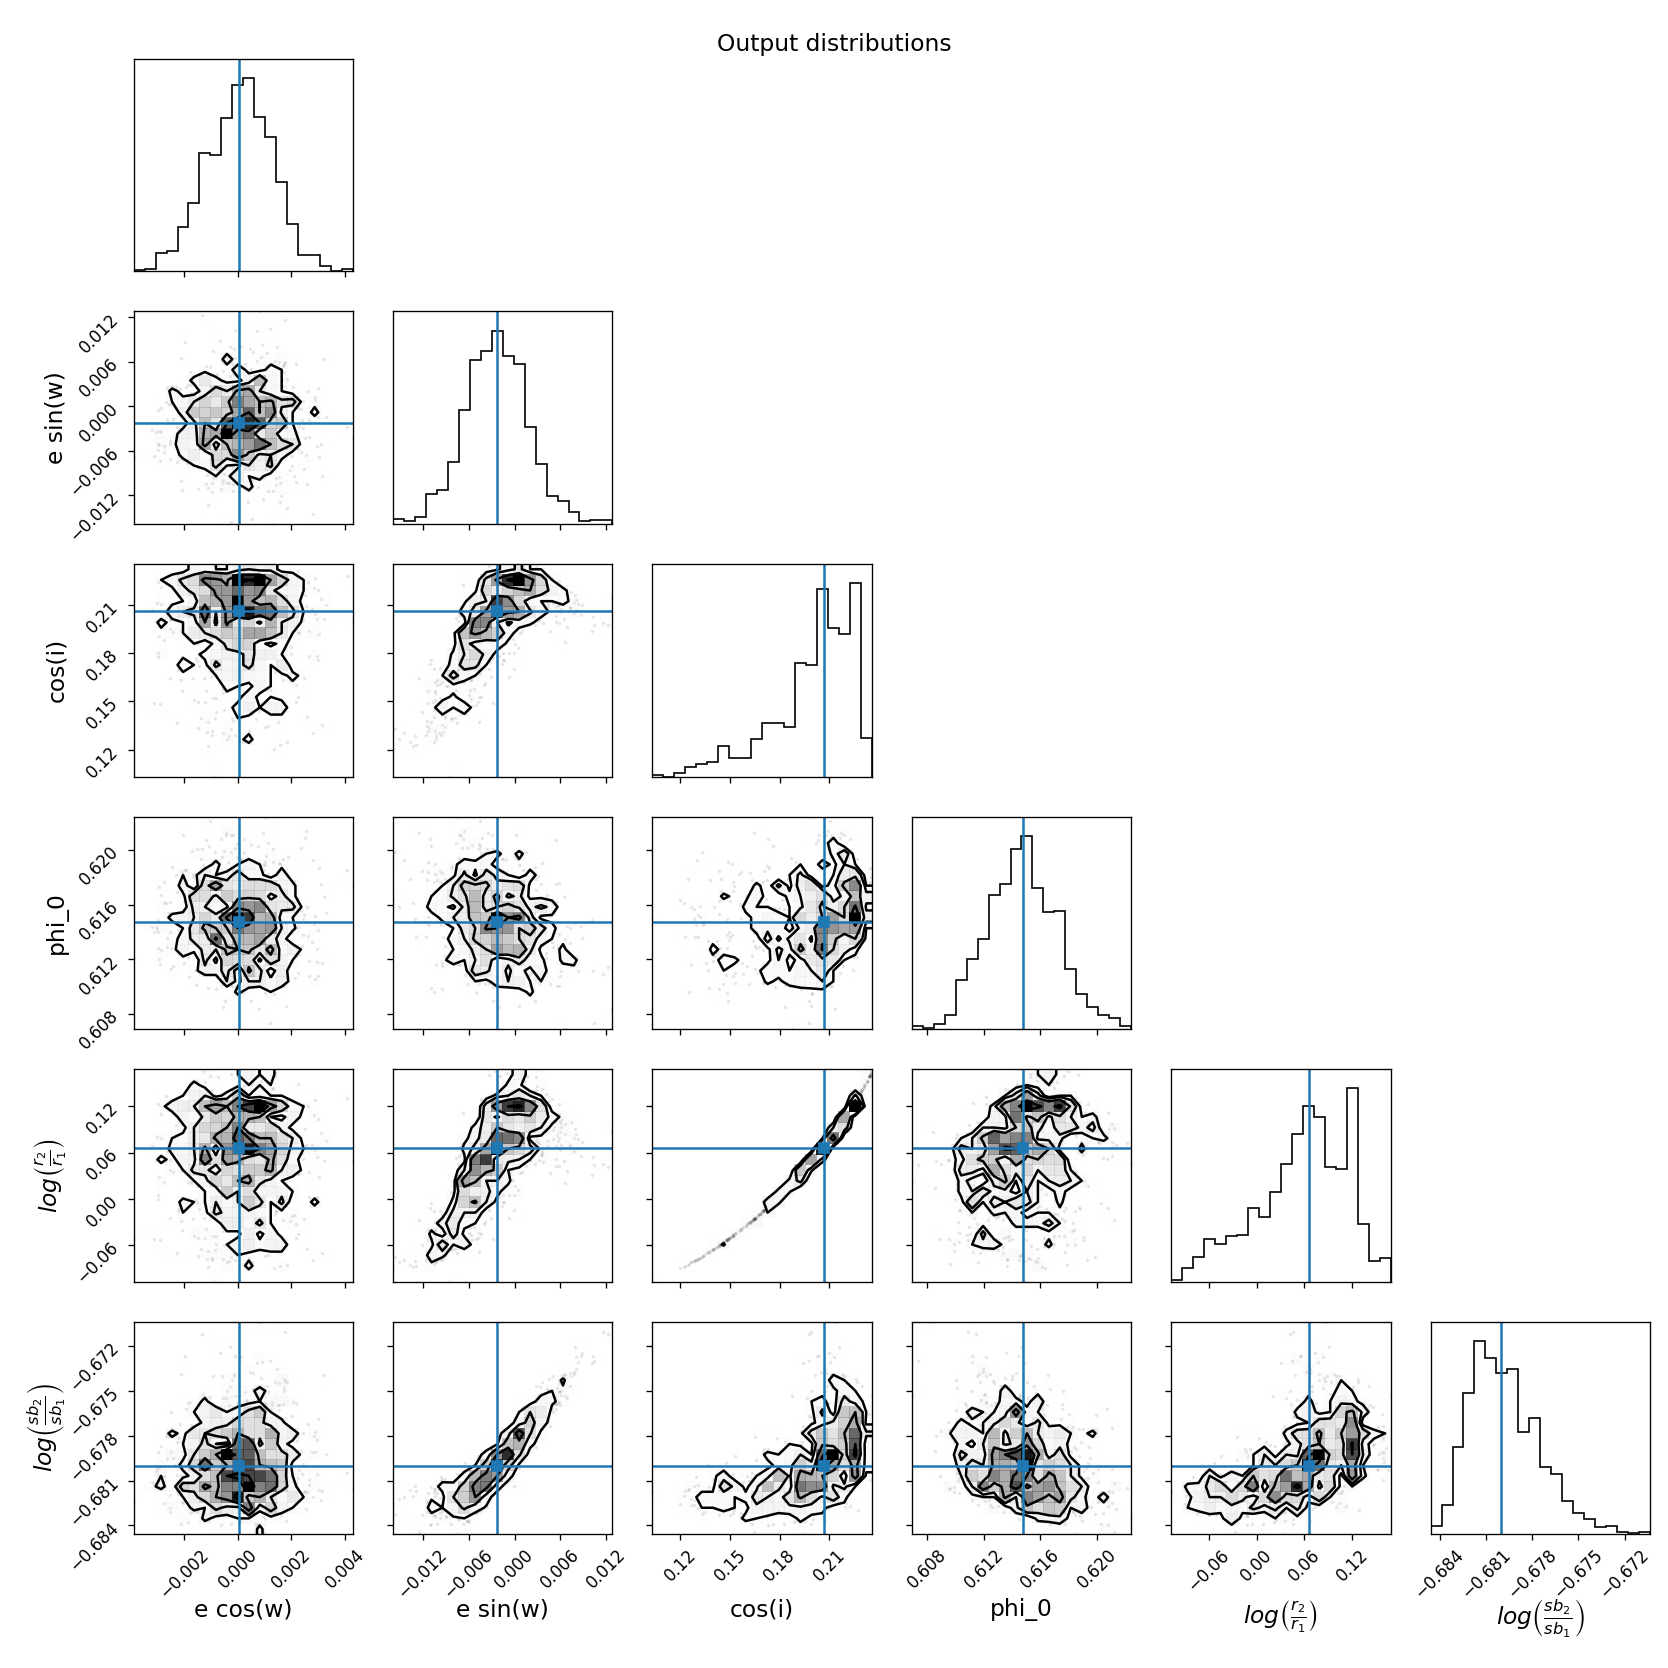 Output distributions
e sin(w)
0.012
0.006
0.000
−0.006
−0.012
cos(i)
0.21
0.18
0.15
0.12
phi_0
0.620
0.616
0.612
0.608
log(r₂/r₁)
0.12
0.06
0.00
−0.06
log(sb₂/sb₁)
−0.672
−0.675
−0.678
−0.681
−0.684
−0.002 0.000 0.002 0.004
−0.012 −0.006 0.000 0.006 0.012
0.12 0.15 0.18 0.21
0.608 0.612 0.616 0.620
−0.06 0.00 0.06 0.12
−0.684 −0.681 −0.678 −0.675 −0.672
e cos(w) e sin(w) cos(i) phi_0 log(r₂/r₁) log(sb₂/sb₁)